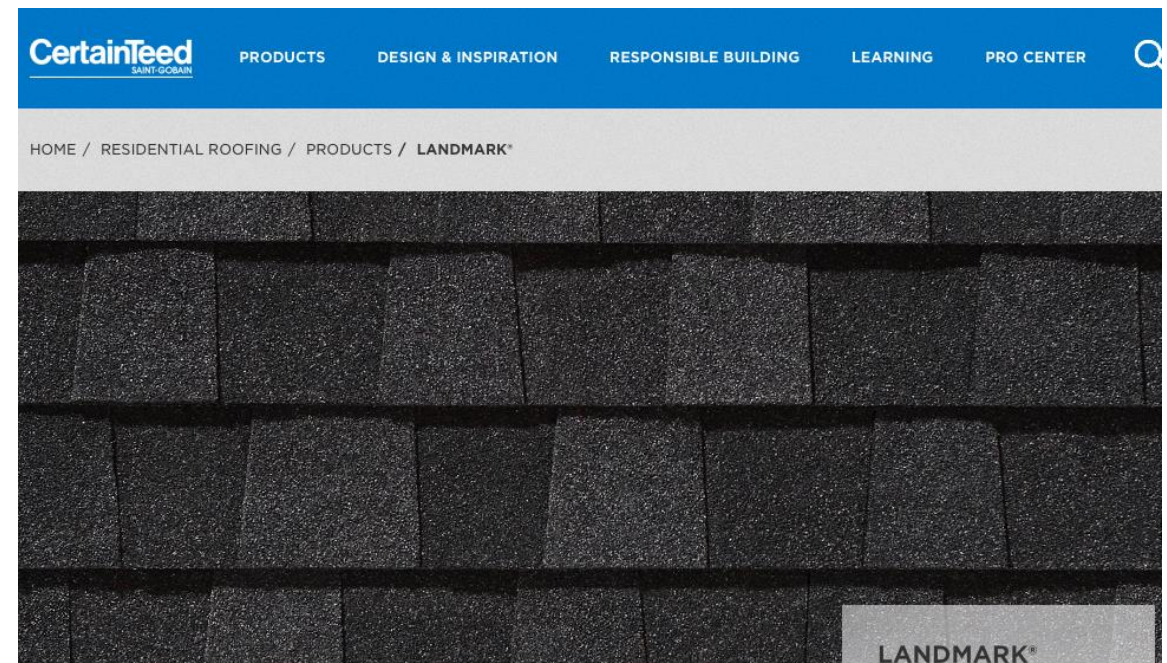 CertainTeed
SAINT-GOBAIN
PRODUCTS DESIGN & INSPIRATION RESPONSIBLE BUILDING LEARNING PRO CENTER
HOME / RESIDENTIAL ROOFING / PRODUCTS / LANDMARK®
LANDMARK®